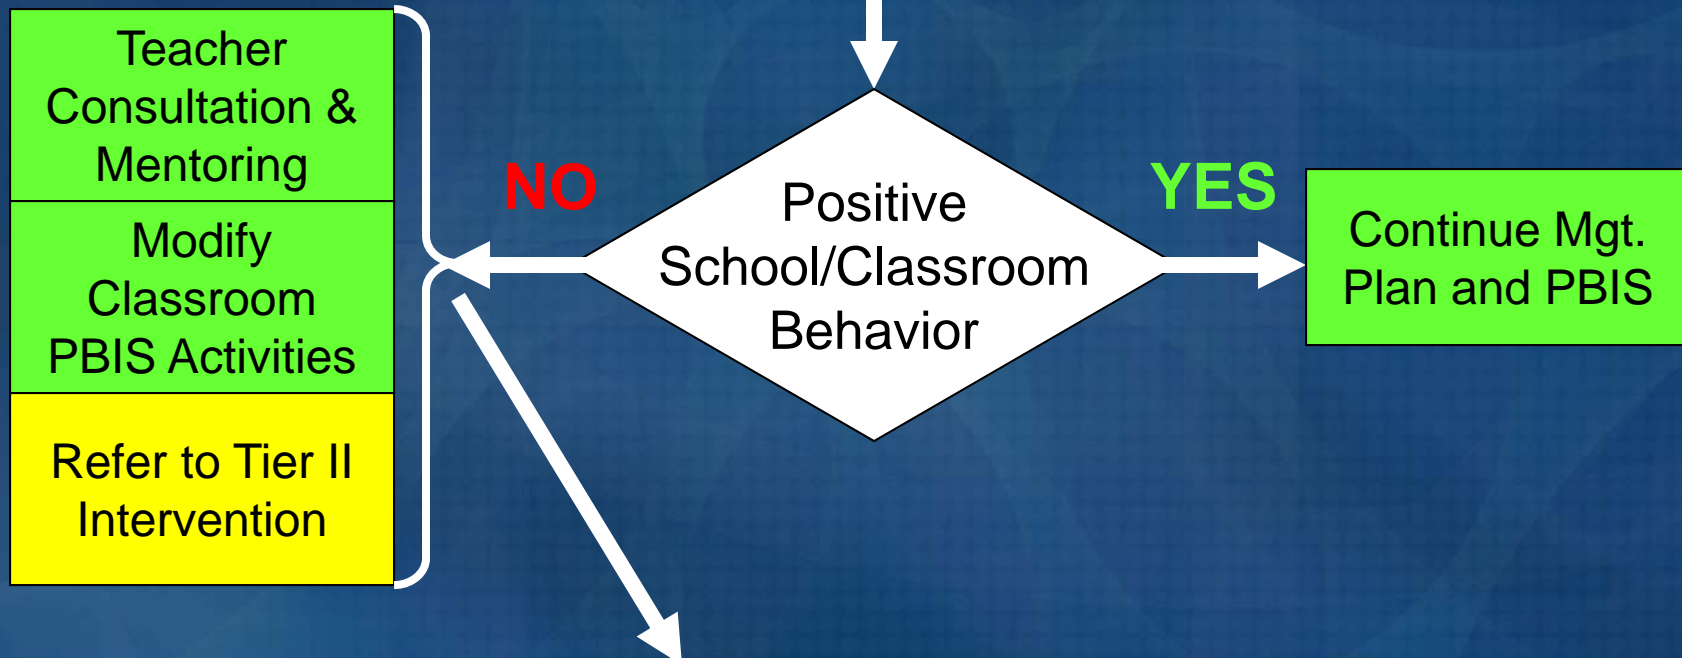 Teacher
Consultation &
Mentoring
Modify
Classroom
PBIS Activities
Refer to Tier II
Intervention
NO
Positive
School/Classroom
Behavior
YES
Continue Mgt.
Plan and PBIS